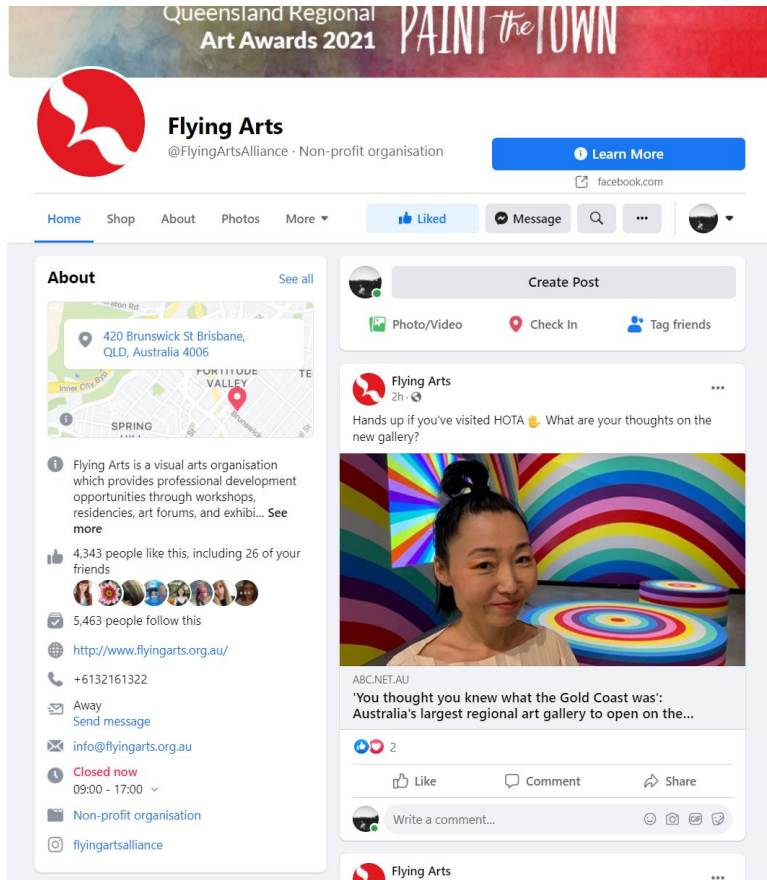 Queensland Regional
Art Awards 2021
PAINT the TOWN
Flying Arts
@FlyingArtsAlliance · Non-profit organisation
Learn More
facebook.com
Home Shop About Photos More
Liked
Message
About
See all
420 Brunswick St Brisbane,
QLD, Australia 4006
Inner City Byp
FORTITUDE
VALLEY
TE
SPRING
Brunswick
Flying Arts is a visual arts organisation
which provides professional development
opportunities through workshops,
residencies, art forums, and exhibi... See
more
4,343 people like this, including 26 of your
friends
5,463 people follow this
http://www.flyingarts.org.au/
+6132161322
Away
Send message
info@flyingarts.org.au
Closed now
09:00 - 17:00
Non-profit organisation
flyingartsalliance
Create Post
Photo/Video
Check In
Tag friends
Flying Arts
2h ·
Hands up if you've visited HOTA ✋ What are your thoughts on the
new gallery?
ABC.NET.AU
'You thought you knew what the Gold Coast was':
Australia's largest regional art gallery to open on the...
2
Like
Comment
Share
Write a comment...
GIF
Flying Arts